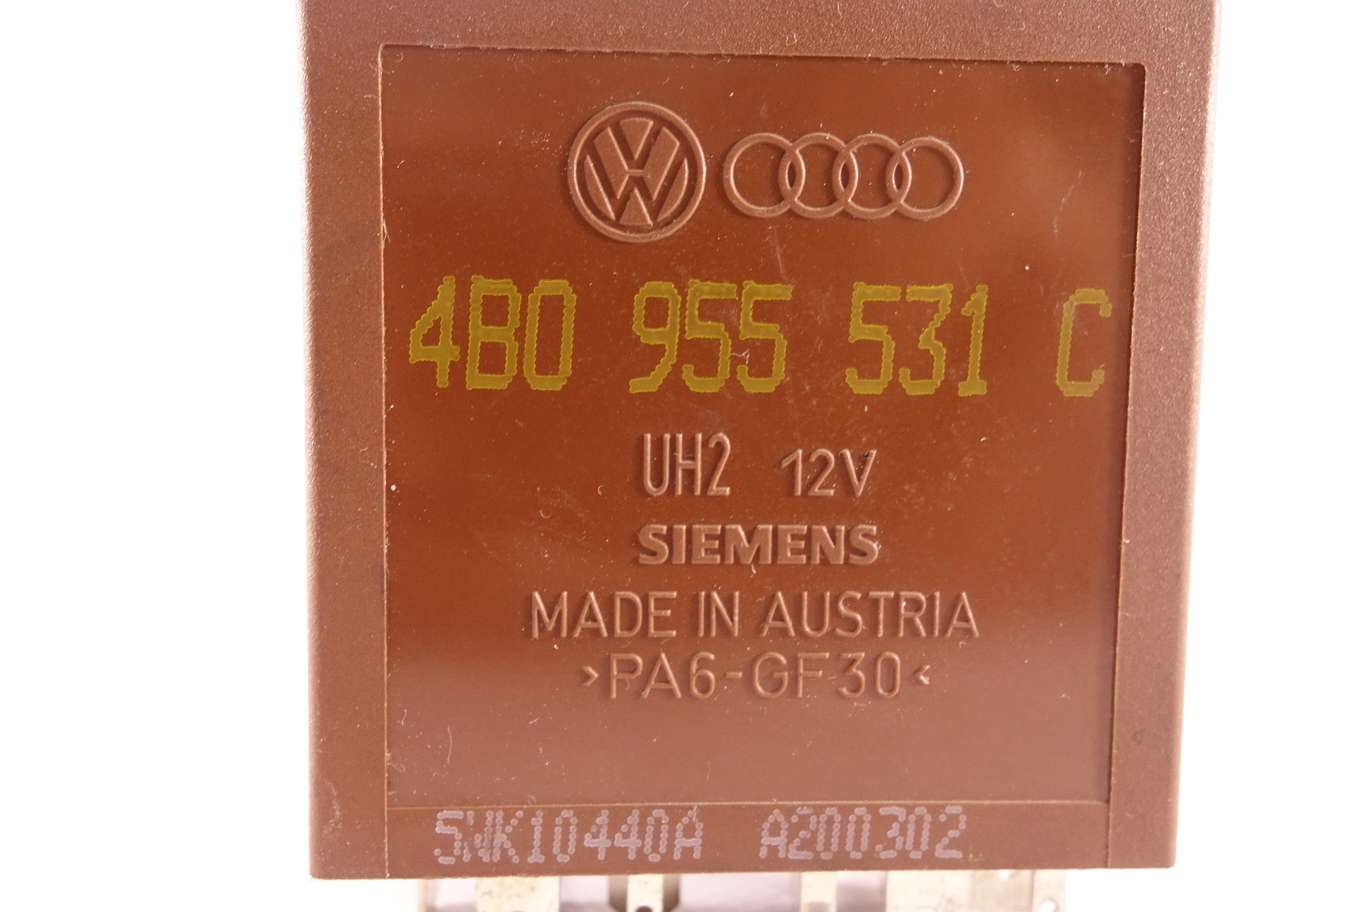 4B0 955 531 C
UH2 12V
SIEMENS
MADE IN AUSTRIA
>PA6-GF30<
5WK10440A A200302